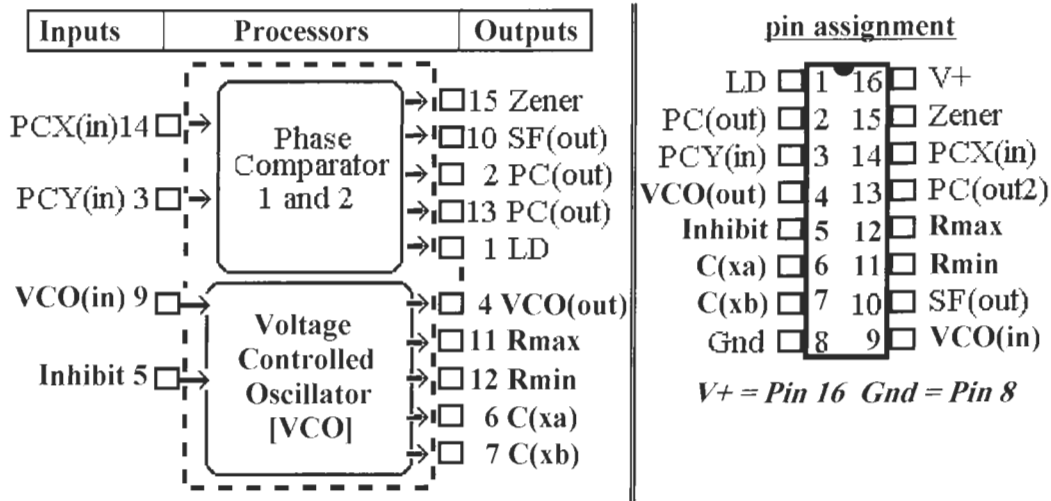 Inputs Processors Outputs
PCX(in)14
PCY(in) 3
Phase
Comparator
1 and 2
15 Zener
10 SF(out)
2 PC(out)
13 PC(out)
1 LD
VCO(in) 9
Inhibit 5
Voltage
Controlled
Oscillator
[VCO]
4 VCO(out)
11 Rmax
12 Rmin
6 C(xa)
7 C(xb)
pin assignment
LD 1 16 V+
PC(out) 2 15 Zener
PCY(in) 3 14 PCX(in)
VCO(out) 4 13 PC(out2)
Inhibit 5 12 Rmax
C(xa) 6 11 Rmin
C(xb) 7 10 SF(out)
Gnd 8 9 VCO(in)
V+ = Pin 16 Gnd = Pin 8